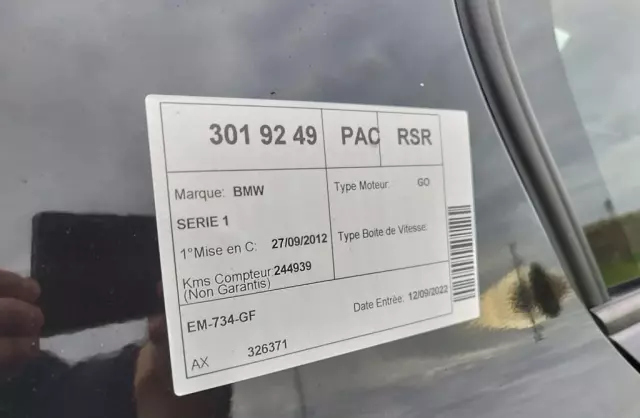 301 92 49 PAC RSR
Marque: BMW Type Moteur: GO
SERIE 1
1°Mise en C: 27/09/2012 Type Boite de Vitesse:
Kms Compteur 244939
(Non Garantis)
EM-734-GF Date Entrée: 12/09/2022
AX 326371